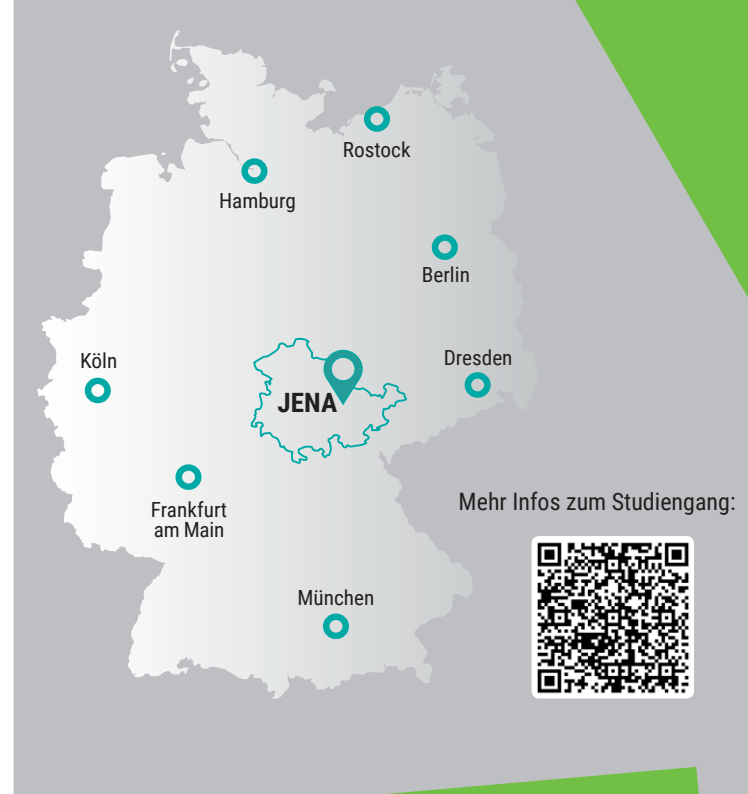 Rostock
Hamburg
Berlin
Köln
Dresden
JENA
Frankfurt
am Main
Mehr Infos zum Studiengang:
München